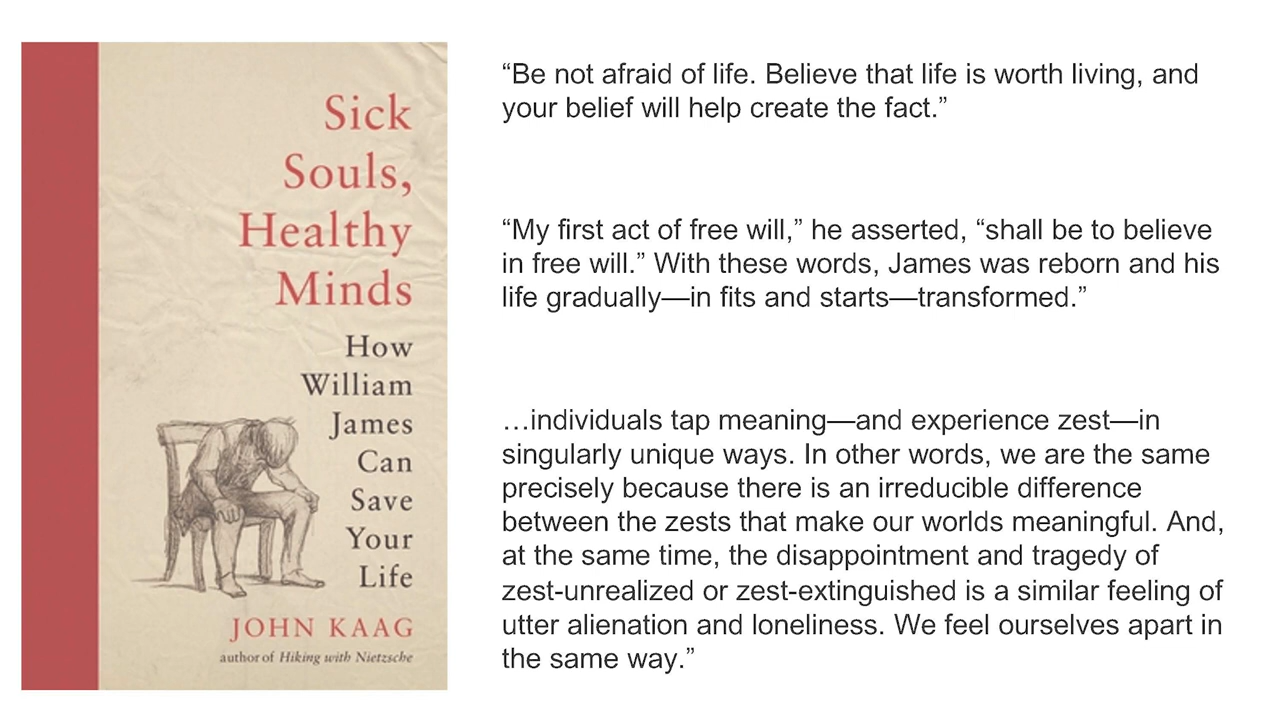 Sick
Souls,
Healthy
Minds
How
William
James
Can
Save
Your
Life
JOHN KAAG
author of Hiking with Nietzsche
“Be not afraid of life. Believe that life is worth living, and
your belief will help create the fact.”
“My first act of free will,” he asserted, “shall be to believe
in free will.” With these words, James was reborn and his
life gradually—in fits and starts—transformed.”
…individuals tap meaning—and experience zest—in
singularly unique ways. In other words, we are the same
precisely because there is an irreducible difference
between the zests that make our worlds meaningful. And,
at the same time, the disappointment and tragedy of
zest-unrealized or zest-extinguished is a similar feeling of
utter alienation and loneliness. We feel ourselves apart in
the same way.”